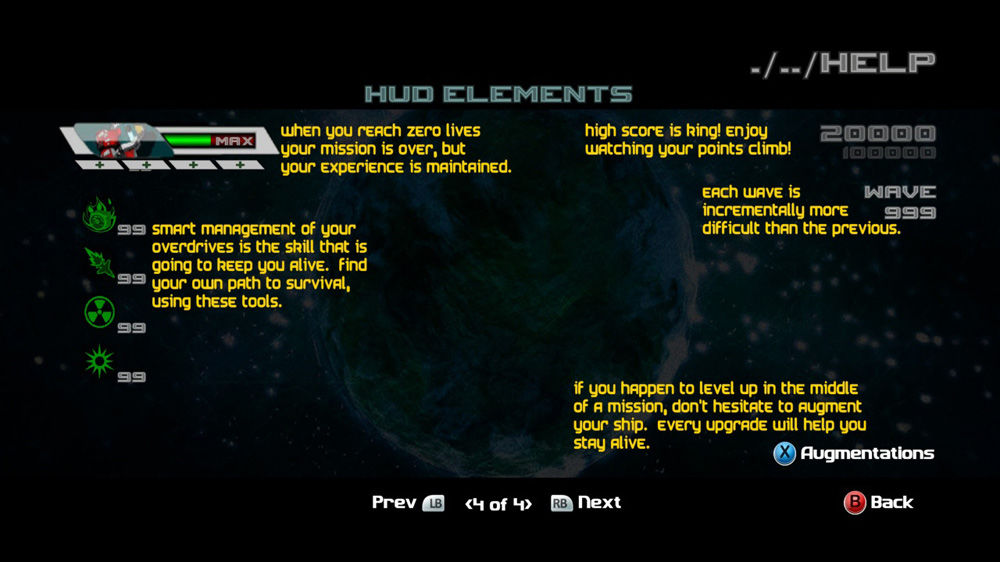 ./../HELP
HUD ELEMENTS
MAX
when you reach zero lives
your mission is over, but
your experience is maintained.
high score is king! enjoy
watching your points climb!
20000
100000
Each wave is
incrementally more
difficult than the previous.
WAVE
999
99
smart management of your
overdrives is the skill that is
going to keep you alive. find
your own path to survival,
using these tools.
99
99
99
if you happen to level up in the middle
of a mission, don't hesitate to augment
your ship. Every upgrade will help you
stay alive.
X Augmentations
Prev LB <4 of 4> RB Next
B Back